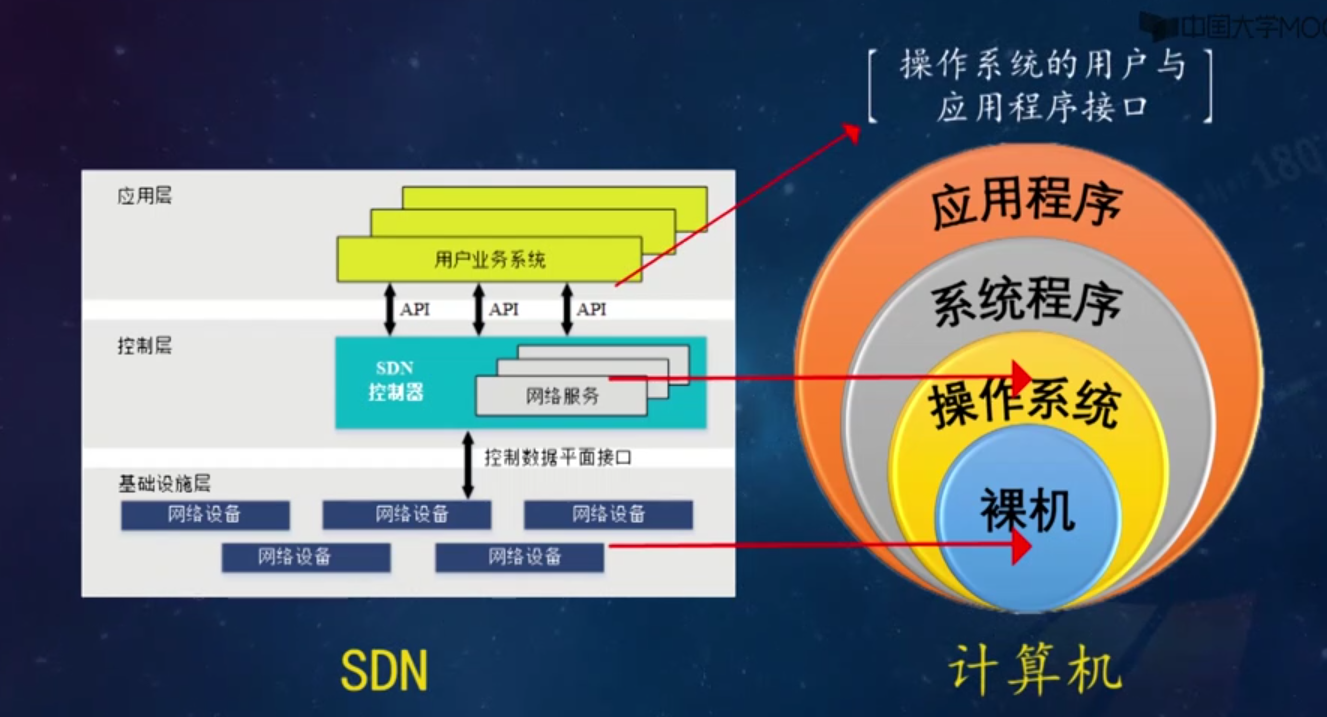 中国大学MOO
操作系统的用户与
应用程序接口
应用层
用户业务系统
API
API
API
控制层
SDN
控制器
网络服务
控制数据平面接口
基础设施层
网络设备
网络设备
网络设备
网络设备
网络设备
SDN
应用程序
系统程序
操作系统
裸机
计算机
180